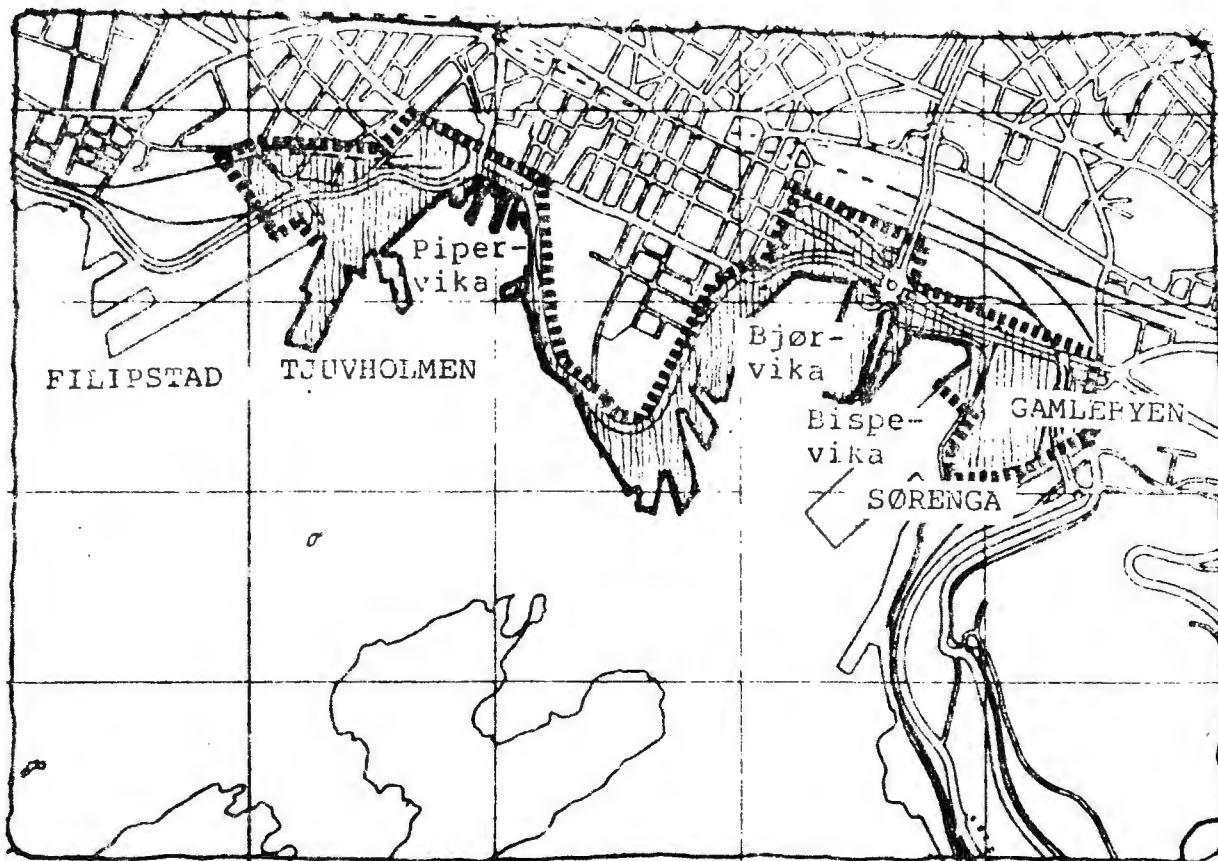 Piper-
vika
FILIPSTAD
TJUVHOLMEN
Bjør-
vika
Bispe-
vika
GAMLEBYEN
SØRENGA